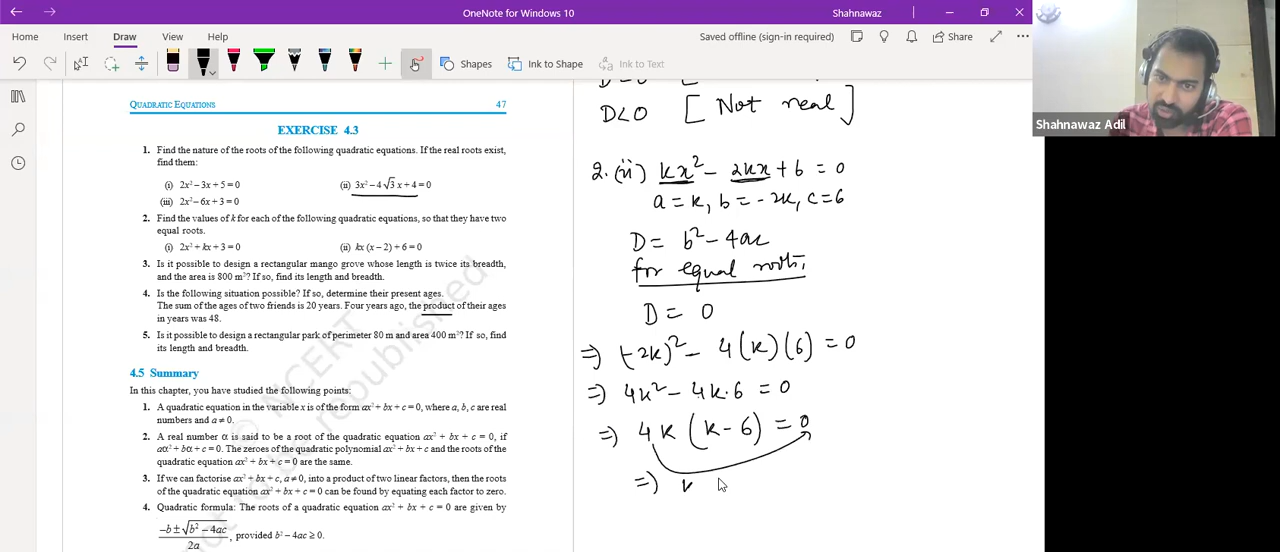 OneNote for Windows 10
Shahnawaz
Home Insert Draw View Help
Saved offline (sign-in required)
Share
Shapes
Ink to Shape
Ink to Text
QUADRATIC EQUATIONS 47
EXERCISE 4.3
1. Find the nature of the roots of the following quadratic equations. If the real roots exist,
find them:
(i) 2x² – 3x + 5 = 0 (ii) 3x² – 4√3 x + 4 = 0
(iii) 2x² – 6x + 3 = 0
2. Find the values of k for each of the following quadratic equations, so that they have two
equal roots.
(i) 2x² + kx + 3 = 0 (ii) kx (x – 2) + 6 = 0
3. Is it possible to design a rectangular mango grove whose length is twice its breadth,
and the area is 800 m²? If so, find its length and breadth.
4. Is the following situation possible? If so, determine their present ages.
The sum of the ages of two friends is 20 years. Four years ago, the product of their ages
in years was 48.
5. Is it possible to design a rectangular park of perimeter 80 m and area 400 m²? If so, find
its length and breadth.
4.5 Summary
In this chapter, you have studied the following points:
1. A quadratic equation in the variable x is of the form ax² + bx + c = 0, where a, b, c are real
numbers and a ≠ 0.
2. A real number α is said to be a root of the quadratic equation ax² + bx + c = 0, if
aα² + bα + c = 0. The zeroes of the quadratic polynomial ax² + bx + c and the roots of the
quadratic equation ax² + bx + c = 0 are the same.
3. If we can factorise ax² + bx + c, a ≠ 0, into a product of two linear factors, then the roots
of the quadratic equation ax² + bx + c = 0 can be found by equating each factor to zero.
4. Quadratic formula: The roots of a quadratic equation ax² + bx + c = 0 are given by
(–b ± √(b² – 4ac))/2a, provided b² – 4ac ≥ 0.
© NCERT
not to be republished
D<0 [Not real]
2.(ii) kx² – 2kx + 6 = 0
a = k, b = -2k, c = 6
D = b² – 4ac
for equal roots,
D = 0
=> (-2k)² – 4(k)(6) = 0
=> 4k² – 4k·6 = 0
=> 4k (k – 6) = 0
=>
Shahnawaz Adil